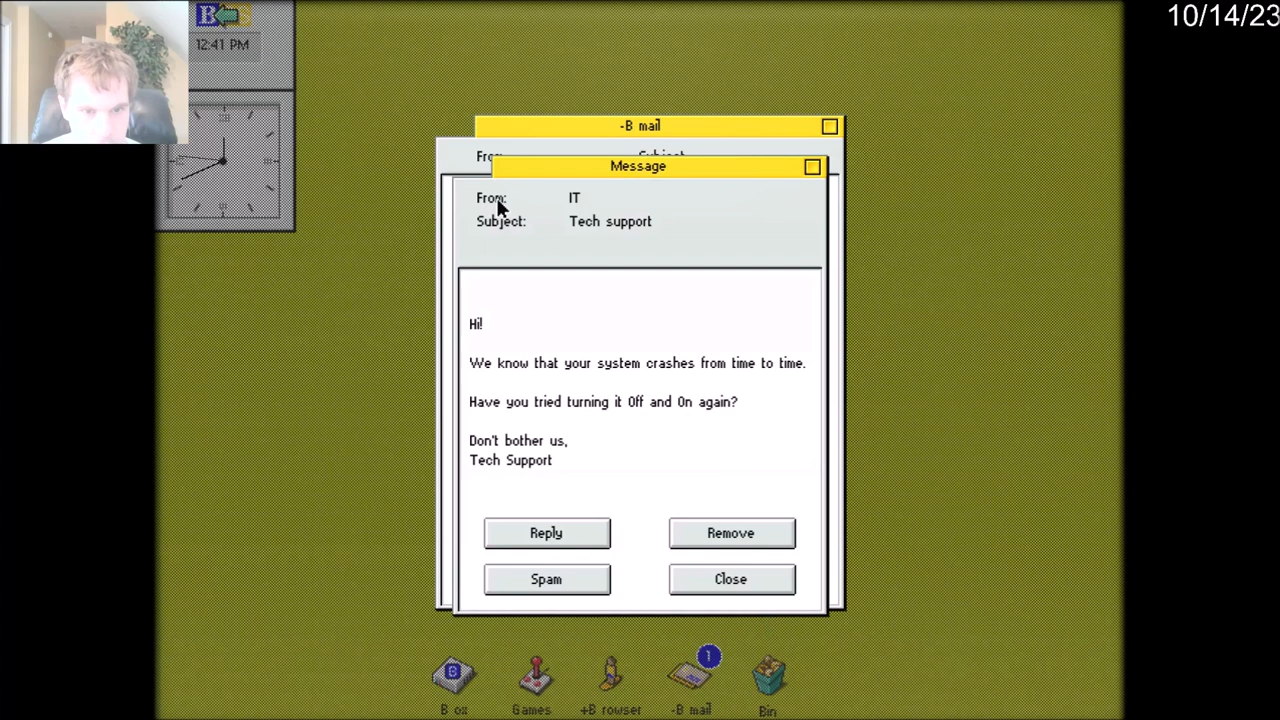 10/14/23
B
12:41 PM
-B mail
Subject
Message
From: IT
Subject: Tech support
Hi!
We know that your system crashes from time to time.
Have you tried turning it Off and On again?
Don't bother us,
Tech Support
Reply Remove
Spam Close
1
B
B ox Games +B rowser -B mail Bin